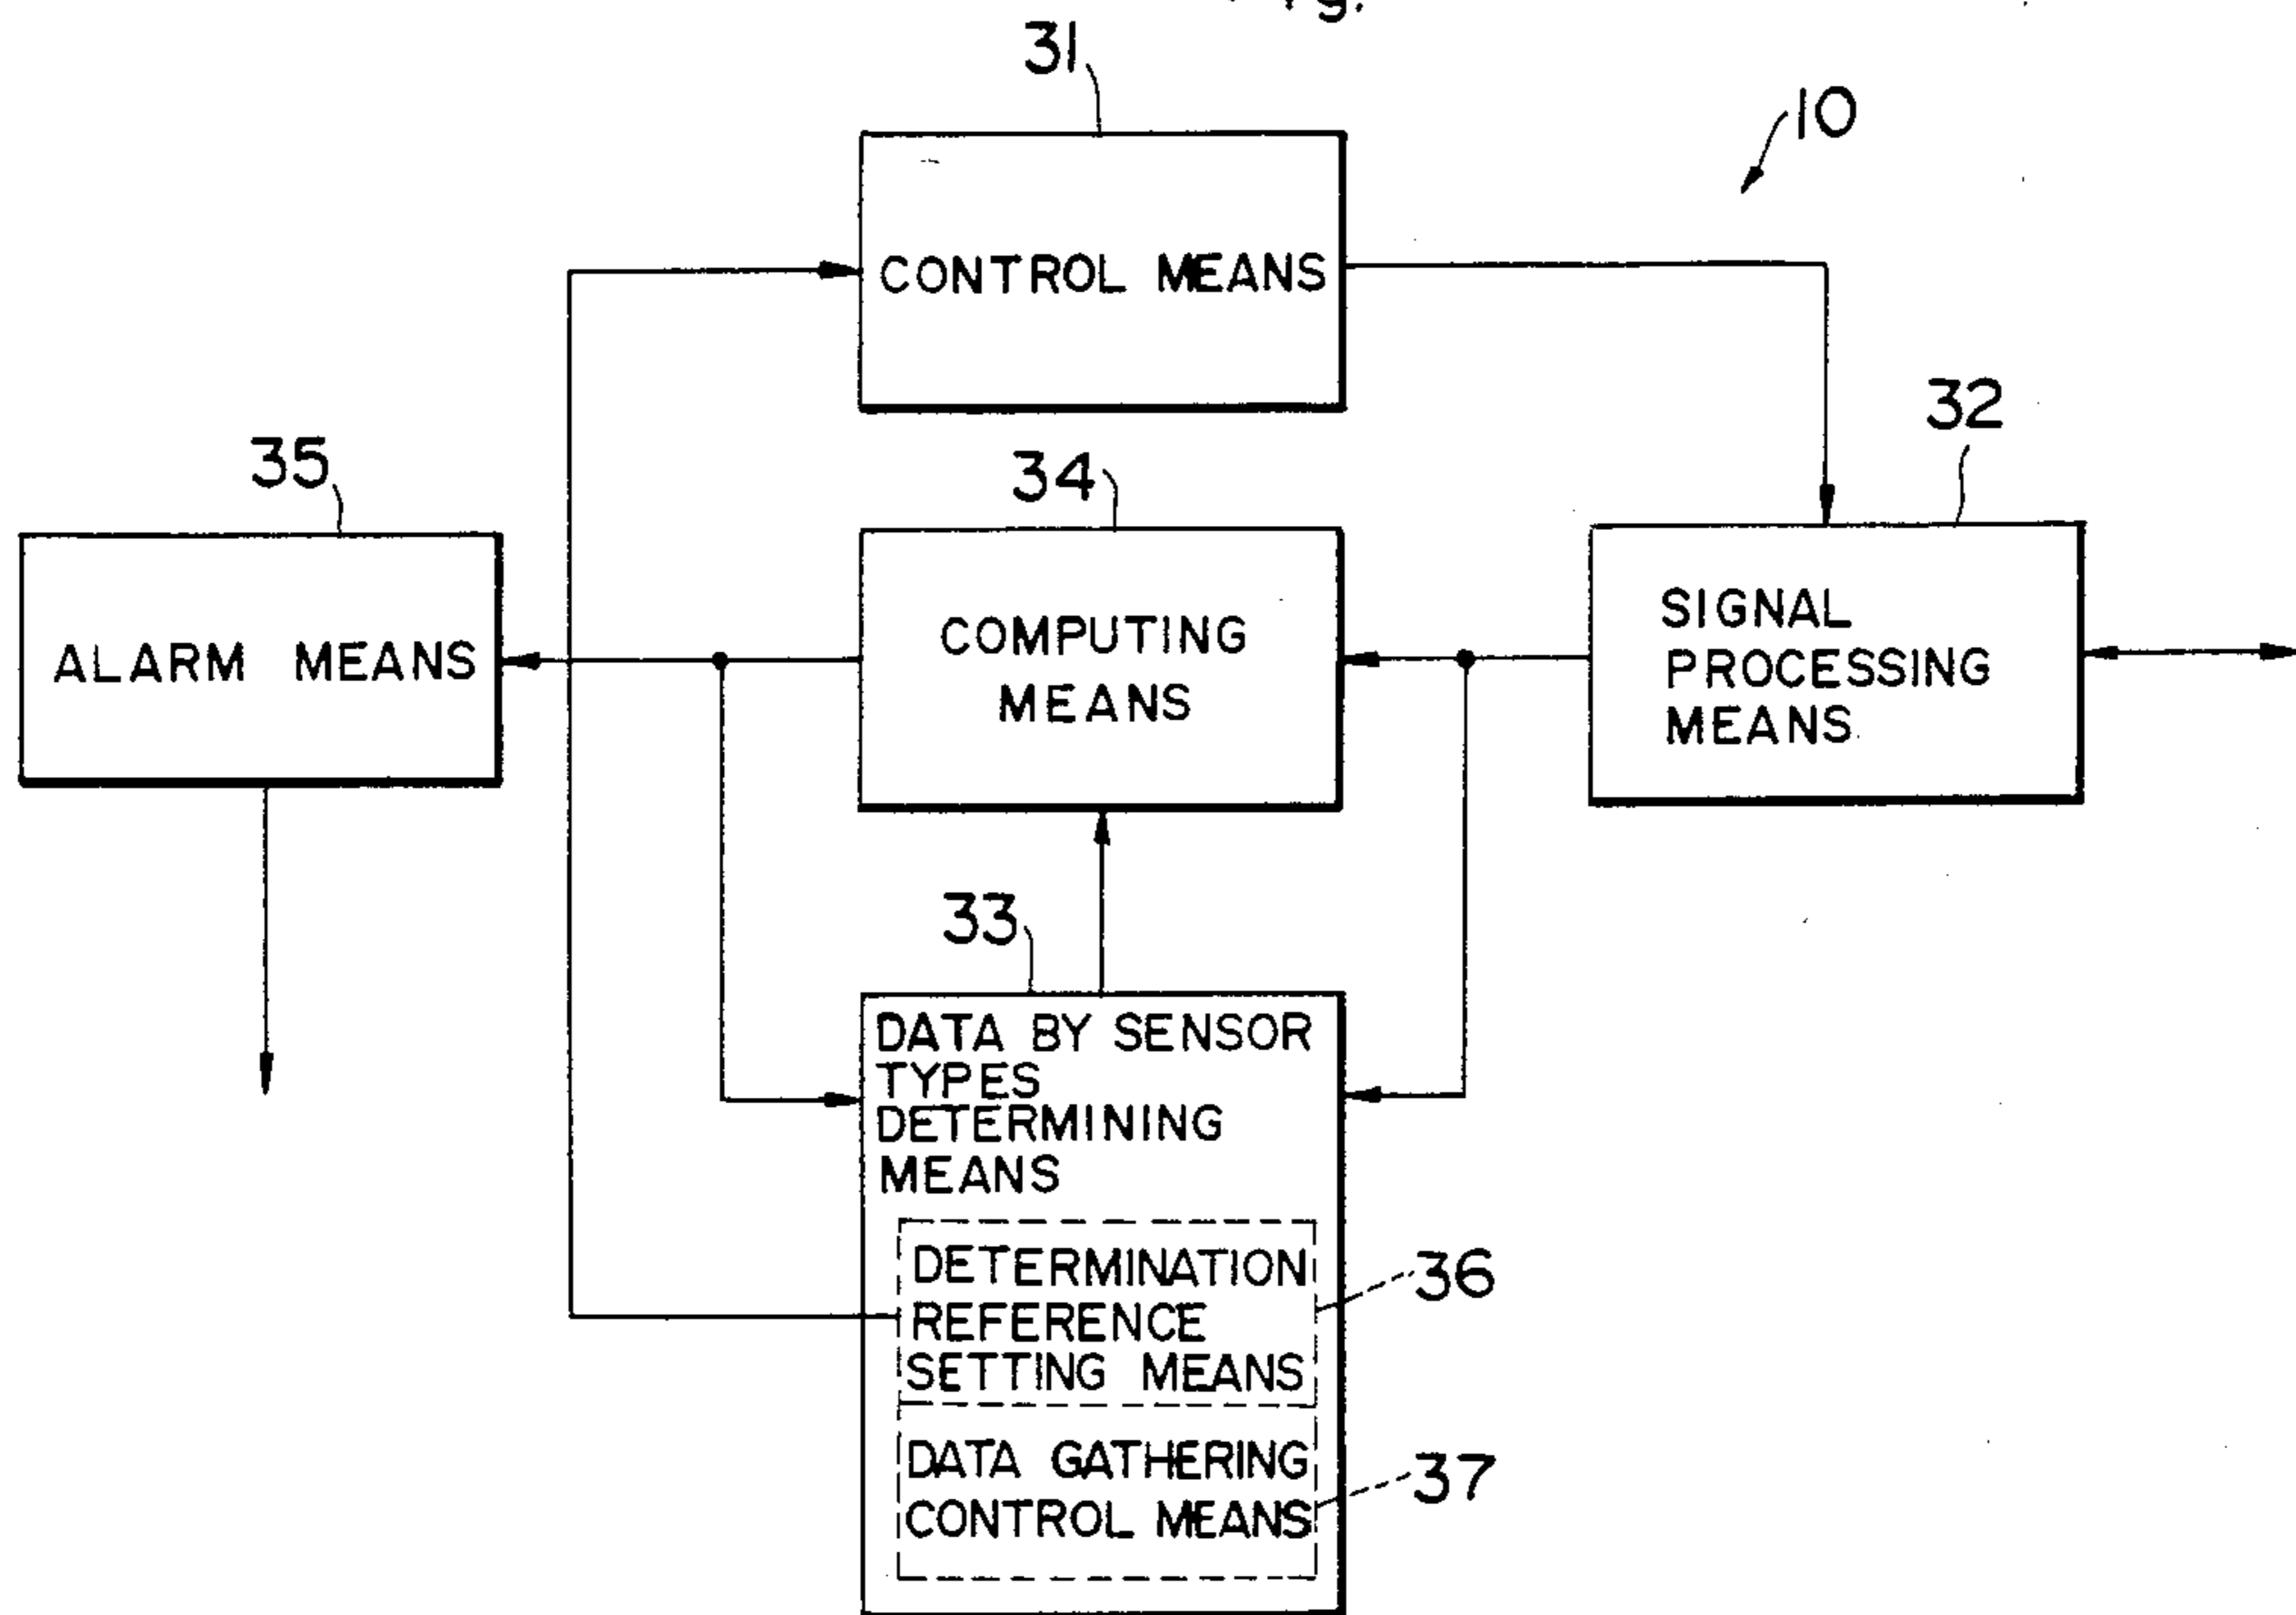 31
10
CONTROL MEANS
35
34
32
ALARM MEANS
COMPUTING
MEANS
SIGNAL
PROCESSING
MEANS
33
DATA BY SENSOR
TYPES
DETERMINING
MEANS
DETERMINATION
REFERENCE
SETTING MEANS
36
DATA GATHERING
CONTROL MEANS
37